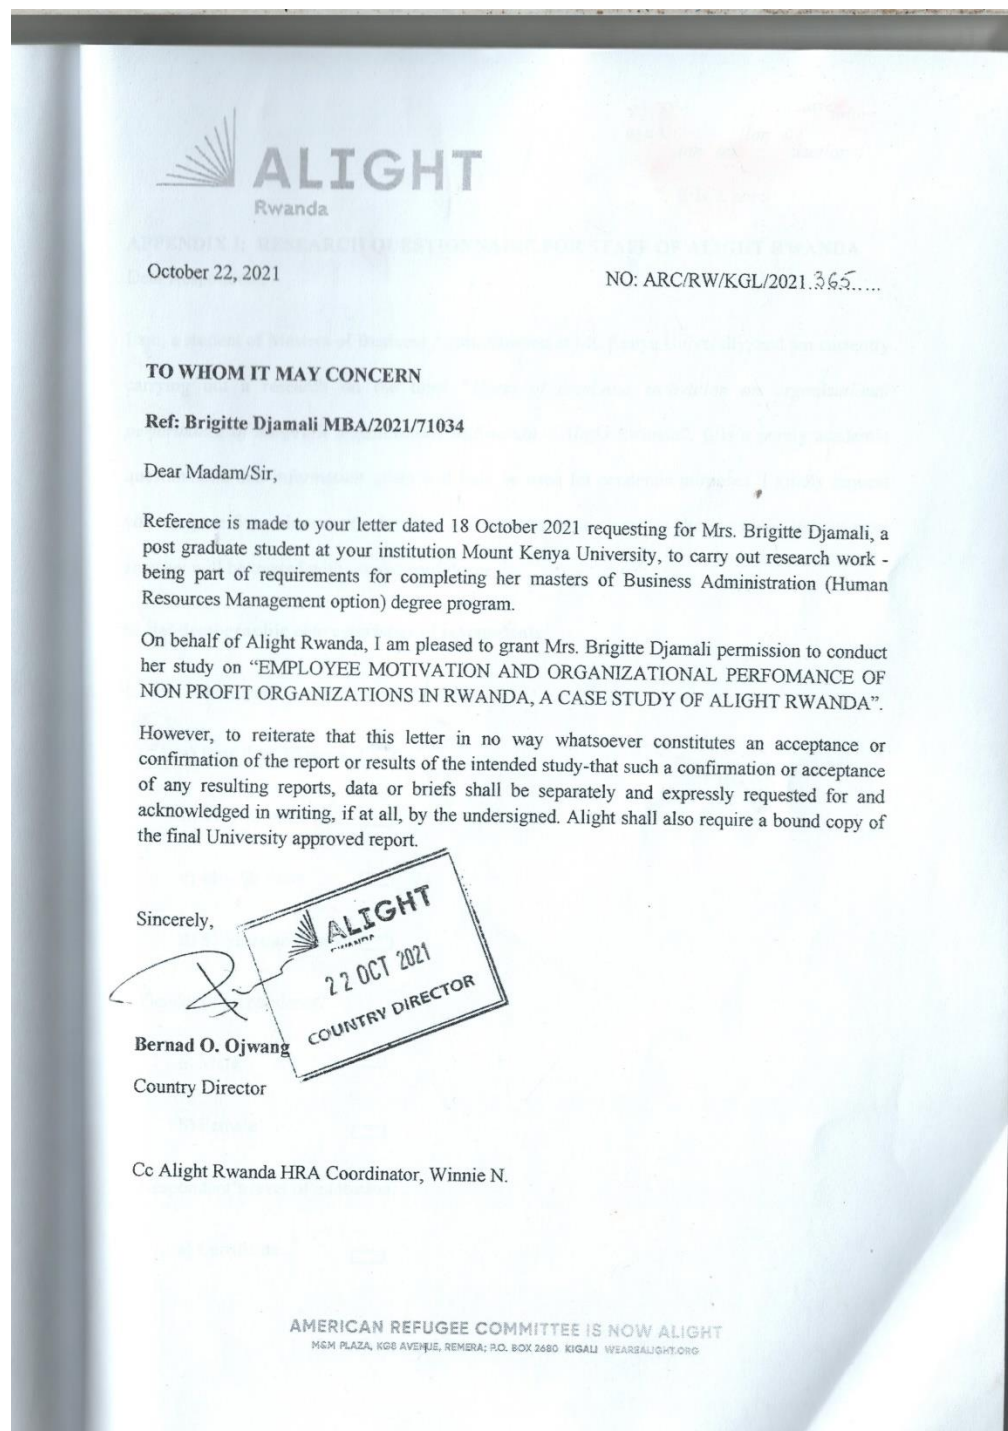 ALIGHT
Rwanda
APPENDIX I: RESEARCH QUESTIONNAIRE FOR STAFF OF ALIGHT RWANDA
October 22, 2021
NO: ARC/RW/KGL/2021.365.....
TO WHOM IT MAY CONCERN
Ref: Brigitte Djamali MBA/2021/71034
Dear Madam/Sir,
Reference is made to your letter dated 18 October 2021 requesting for Mrs. Brigitte Djamali, a
post graduate student at your institution Mount Kenya University, to carry out research work -
being part of requirements for completing her masters of Business Administration (Human
Resources Management option) degree program.
On behalf of Alight Rwanda, I am pleased to grant Mrs. Brigitte Djamali permission to conduct
her study on “EMPLOYEE MOTIVATION AND ORGANIZATIONAL PERFOMANCE OF
NON PROFIT ORGANIZATIONS IN RWANDA, A CASE STUDY OF ALIGHT RWANDA”.
However, to reiterate that this letter in no way whatsoever constitutes an acceptance or
confirmation of the report or results of the intended study-that such a confirmation or acceptance
of any resulting reports, data or briefs shall be separately and expressly requested for and
acknowledged in writing, if at all, by the undersigned. Alight shall also require a bound copy of
the final University approved report.
Sincerely,
ALIGHT
RWANDA
22 OCT 2021
COUNTRY DIRECTOR
Bernad O. Ojwang
Country Director
Cc Alight Rwanda HRA Coordinator, Winnie N.
AMERICAN REFUGEE COMMITTEE IS NOW ALIGHT
M&M PLAZA, KG8 AVENUE, REMERA; P.O. BOX 2680 KIGALI WEAREALIGHT.ORG